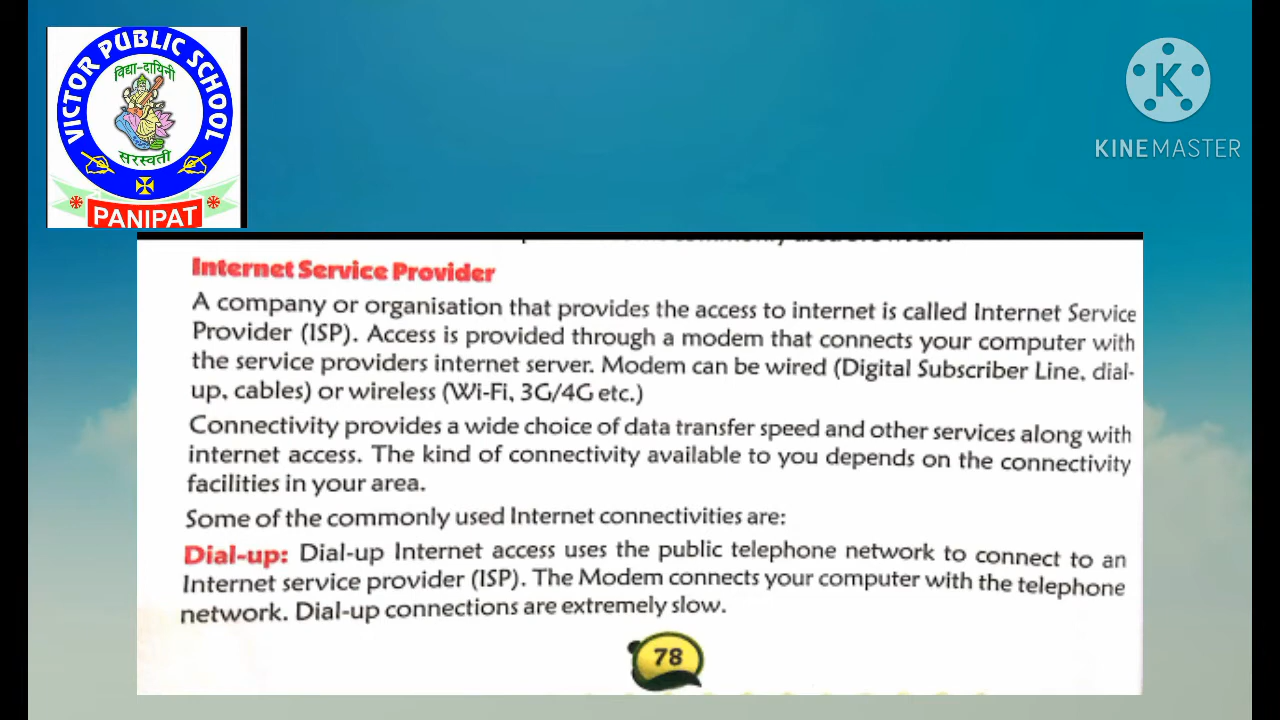 VICTOR PUBLIC SCHOOL
विद्या-दायिनी
सरस्वती
PANIPAT
K
KINEMASTER
Internet Service Provider
A company or organisation that provides the access to internet is called Internet Service
Provider (ISP). Access is provided through a modem that connects your computer with
the service providers internet server. Modem can be wired (Digital Subscriber Line, dial-
up, cables) or wireless (Wi-Fi, 3G/4G etc.)
Connectivity provides a wide choice of data transfer speed and other services along with
internet access. The kind of connectivity available to you depends on the connectivity
facilities in your area.
Some of the commonly used Internet connectivities are:
Dial-up: Dial-up Internet access uses the public telephone network to connect to an
Internet service provider (ISP). The Modem connects your computer with the telephone
network. Dial-up connections are extremely slow.
78